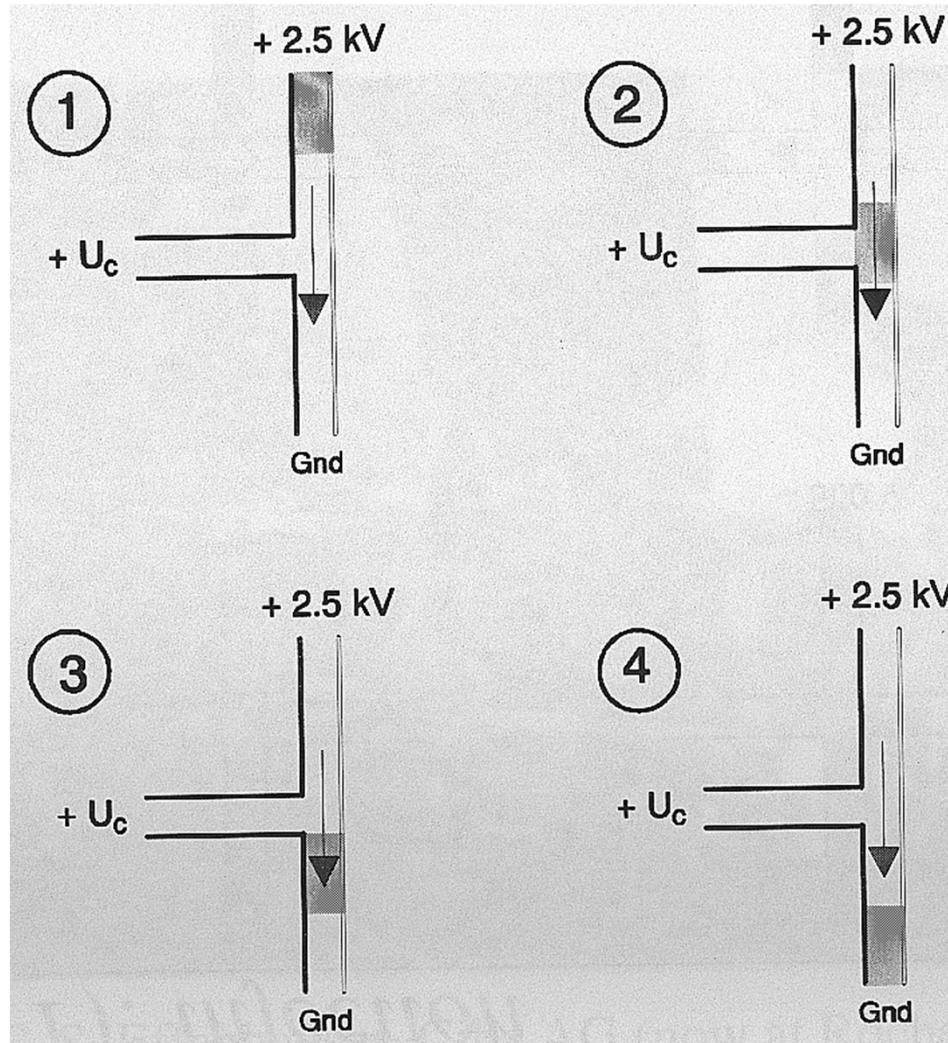 + 2.5 kV
1
+ Uc
Gnd
+ 2.5 kV
2
+ Uc
Gnd
+ 2.5 kV
3
+ Uc
Gnd
+ 2.5 kV
4
+ Uc
Gnd